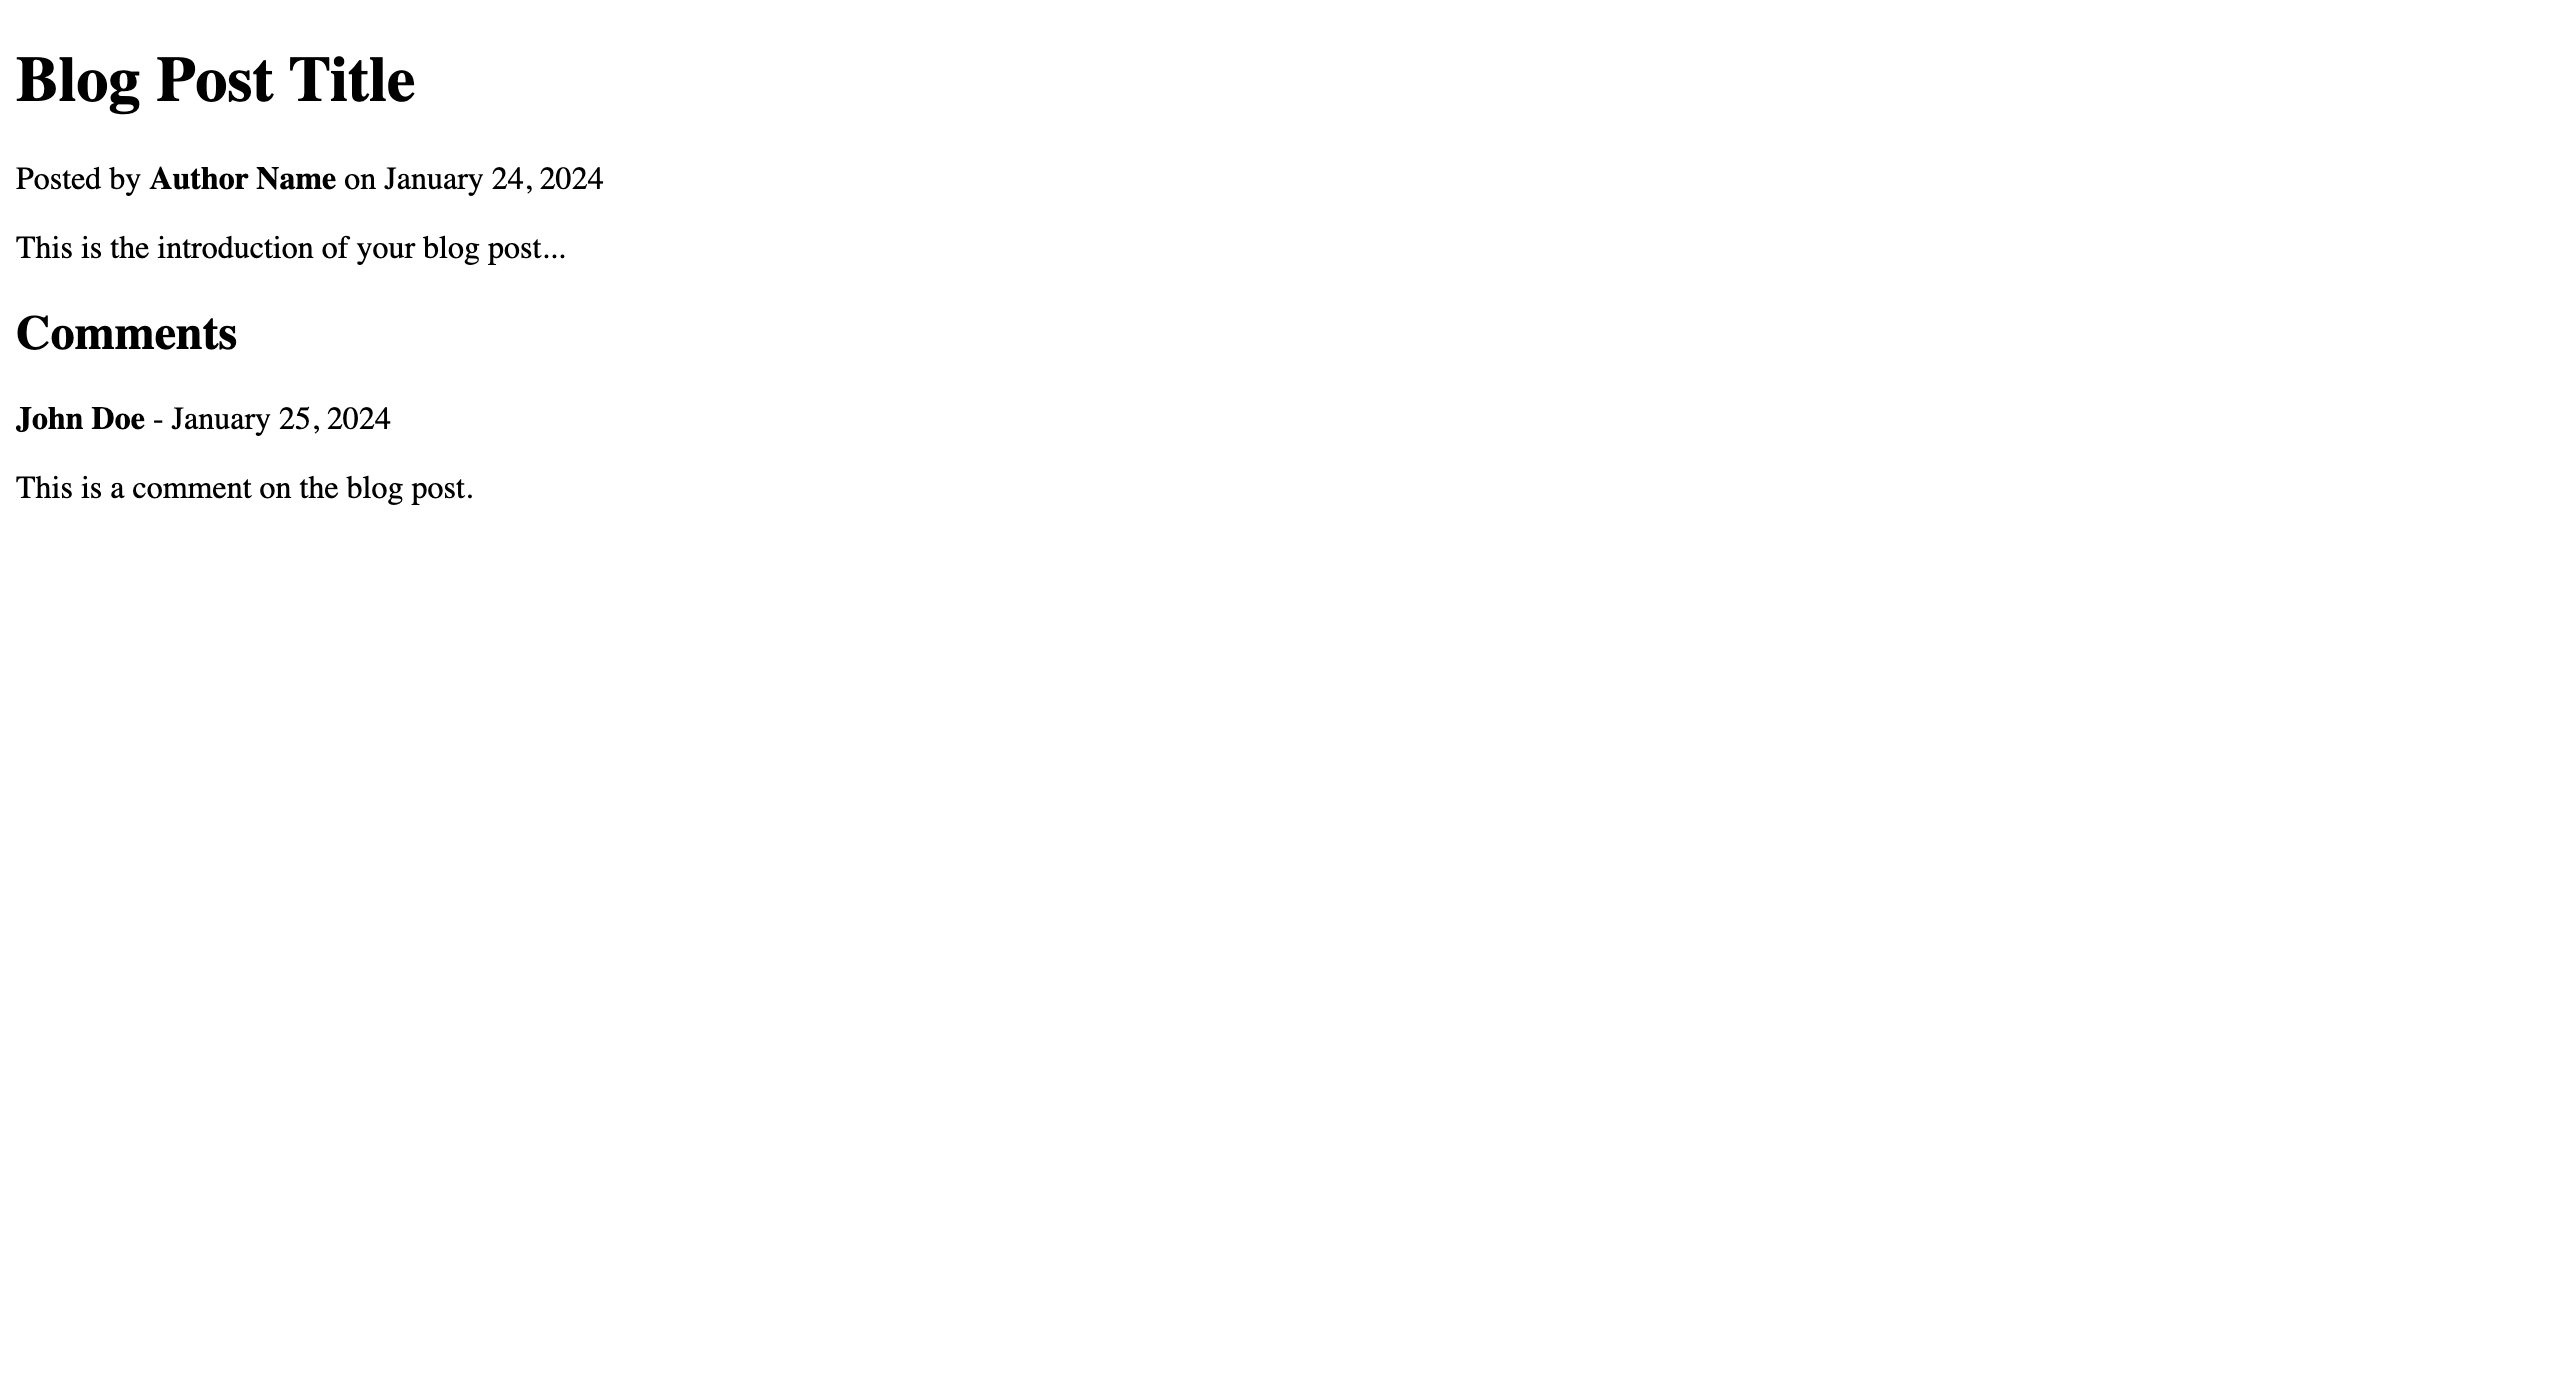 Blog Post Title
Posted by Author Name on January 24, 2024
This is the introduction of your blog post...
Comments
John Doe - January 25, 2024
This is a comment on the blog post.